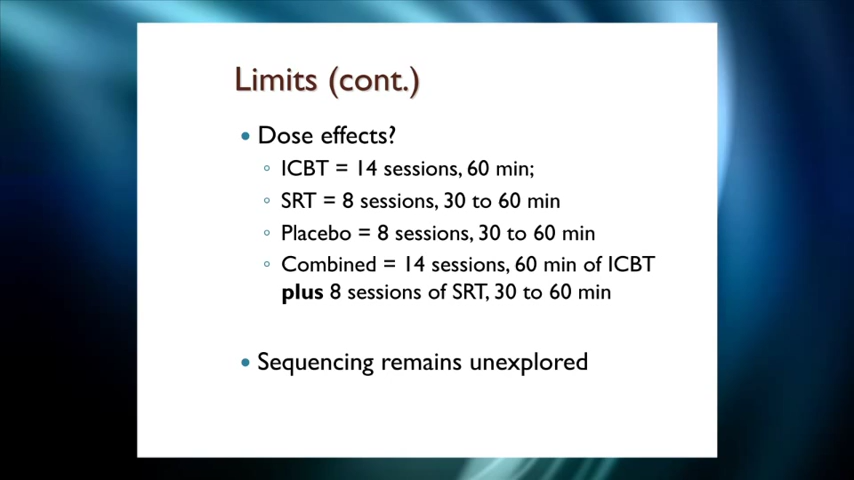 Limits (cont.)
• Dose effects?
◦ ICBT = 14 sessions, 60 min;
◦ SRT = 8 sessions, 30 to 60 min
◦ Placebo = 8 sessions, 30 to 60 min
◦ Combined = 14 sessions, 60 min of ICBT
plus 8 sessions of SRT, 30 to 60 min
• Sequencing remains unexplored